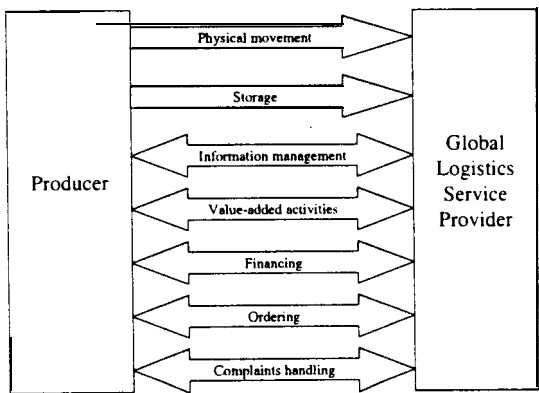 Physical movement
Storage
Information management
Producer
Value-added activities
Financing
Ordering
Complaints handling
Global
Logistics
Service
Provider